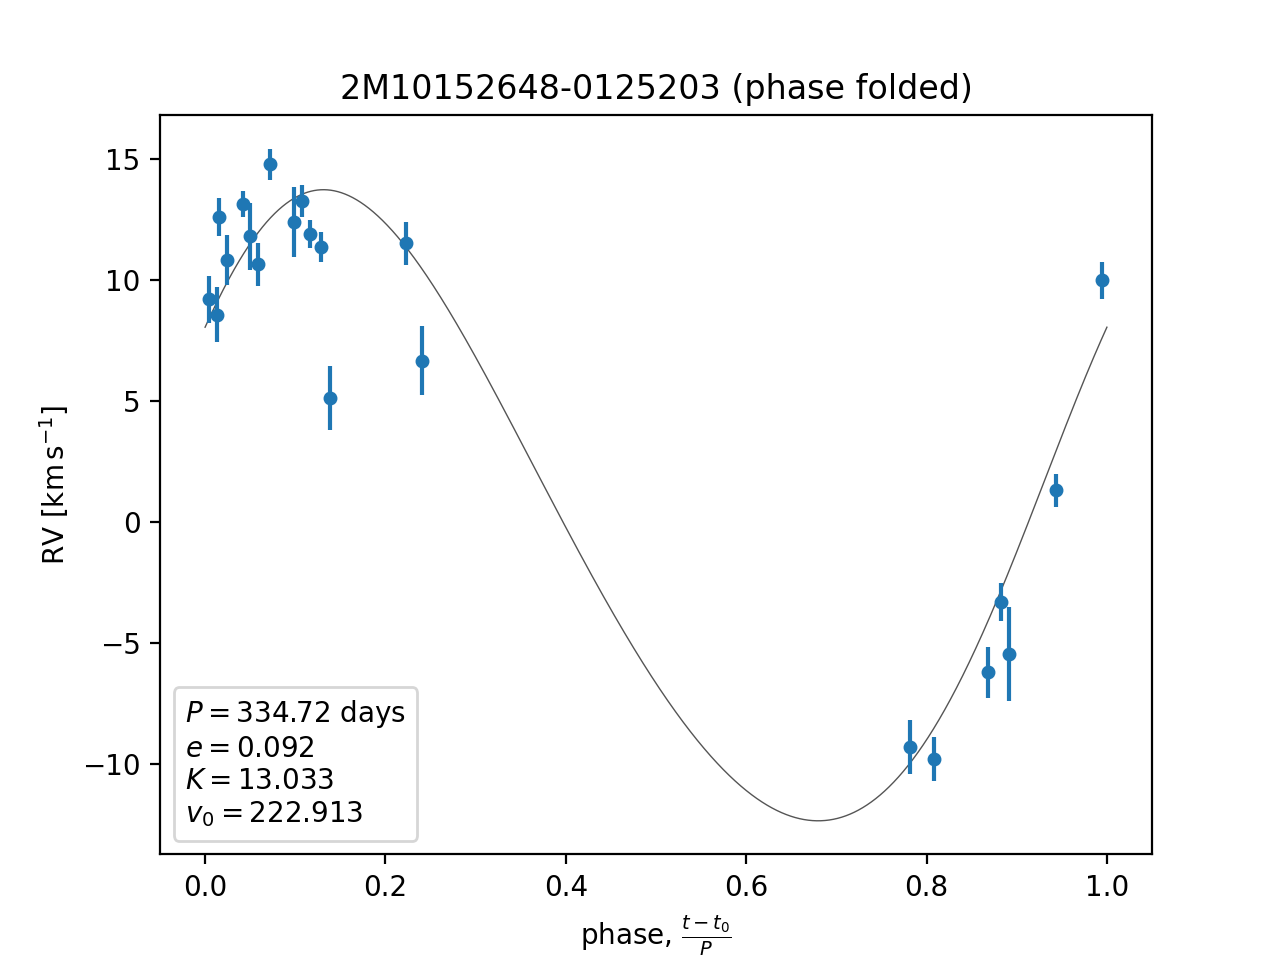 2M10152648-0125203 (phase folded)
RV [km s⁻¹]
15
10
5
0
−5
−10
P = 334.72 days
e = 0.092
K = 13.033
v₀ = 222.913
0.0 0.2 0.4 0.6 0.8 1.0
phase, (t − t₀)/P